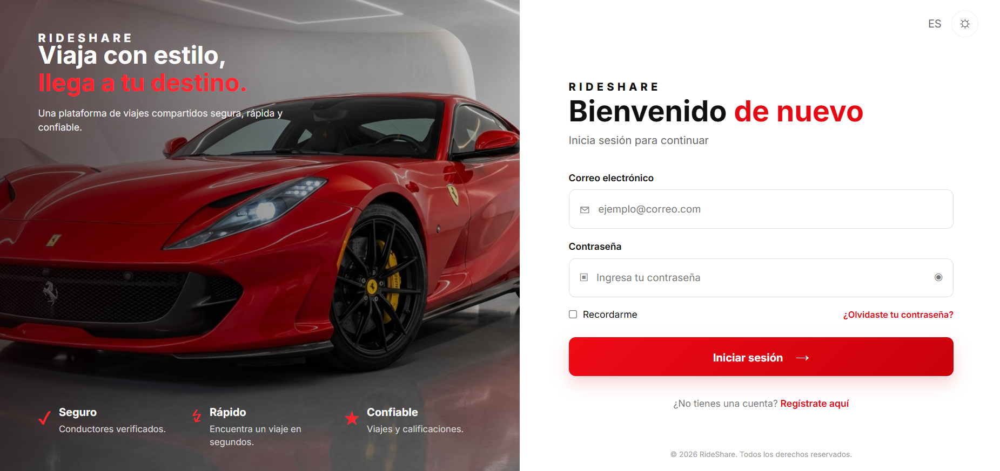 RIDESHARE
Viaja con estilo,
llega a tu destino.
Una plataforma de viajes compartidos segura, rápida y
confiable.
Seguro
Conductores verificados.
Rápido
Encuentra un viaje en
segundos.
Confiable
Viajes y calificaciones.
ES
RIDESHARE
Bienvenido de nuevo
Inicia sesión para continuar
Correo electrónico
ejemplo@correo.com
Contraseña
Ingresa tu contraseña
Recordarme
¿Olvidaste tu contraseña?
Iniciar sesión →
¿No tienes una cuenta? Regístrate aquí
© 2026 RideShare. Todos los derechos reservados.